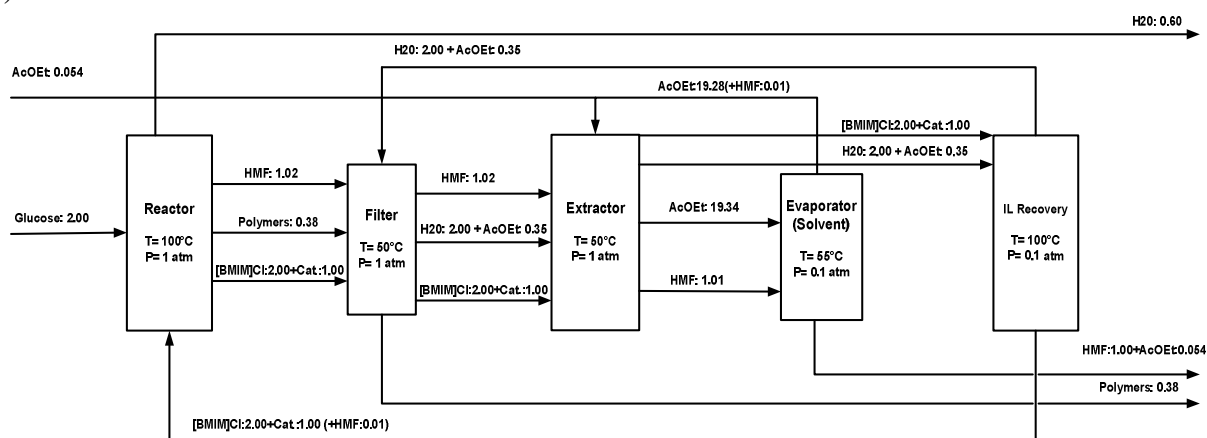 )
H20: 0.60
H20: 2.00 + AcOEt: 0.35
AcOEt: 0.054
AcOEt:19.28(+HMF:0.01)
[BMIM]Cl:2.00+Cat.:1.00
H20: 2.00 + AcOEt: 0.35
Glucose: 2.00
Reactor
T= 100°C
P= 1 atm
HMF: 1.02
Polymers: 0.38
[BMIM]Cl:2.00+Cat.:1.00
Filter
T= 50°C
P= 1 atm
HMF: 1.02
H20: 2.00 + AcOEt: 0.35
[BMIM]Cl:2.00+Cat.:1.00
Extractor
T= 50°C
P= 1 atm
AcOEt: 19.34
HMF: 1.01
Evaporator
(Solvent)
T= 55°C
P= 0.1 atm
IL Recovery
T= 100°C
P= 0.1 atm
HMF:1.00+AcOEt:0.054
Polymers: 0.38
[BMIM]Cl:2.00+Cat.:1.00 (+HMF:0.01)